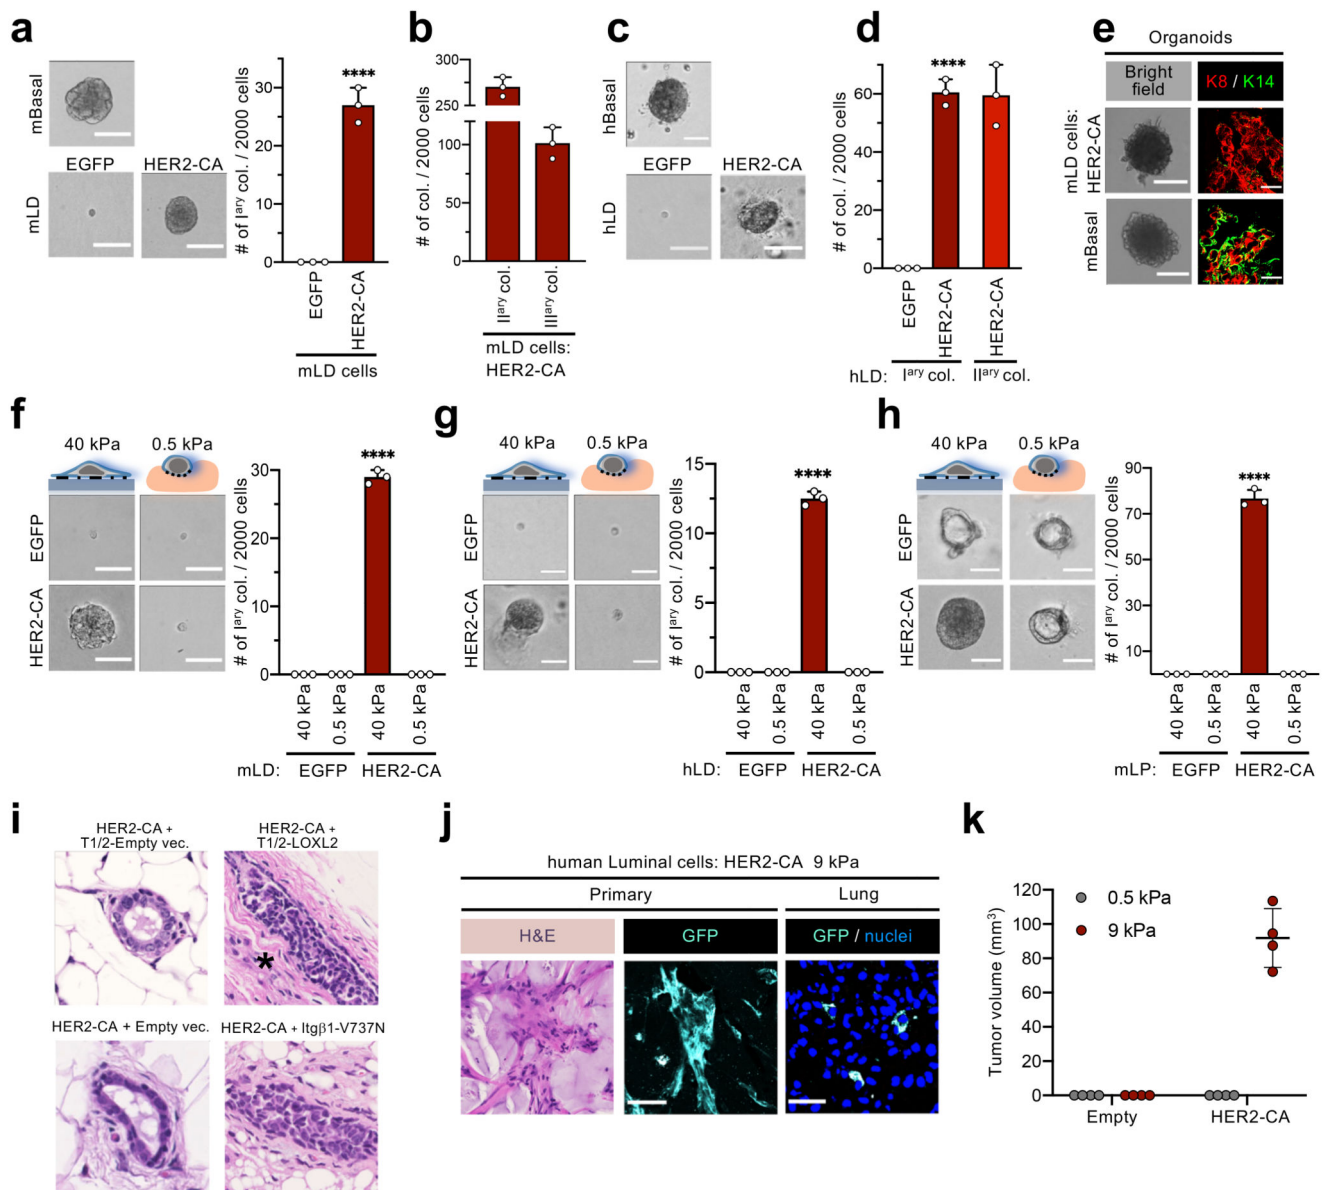 a
mBasal
EGFP
HER2-CA
mLD
# of Iary col. / 2000 cells
30
20
10
0
****
EGFP
HER2-CA
mLD cells
b
# of col. / 2000 cells
300
250
100
50
0
IIary col.
IIIary col.
mLD cells:
HER2-CA
c
hBasal
EGFP
HER2-CA
hLD
d
# of col. / 2000 cells
60
40
20
0
****
EGFP
HER2-CA
HER2-CA
hLD:
Iary col.
IIary col.
e
Organoids
Bright
field
K8 / K14
mLD cells:
HER2-CA
mBasal
f
40 kPa
0.5 kPa
EGFP
HER2-CA
# of Iary col. / 2000 cells
30
20
10
0
****
40 kPa
0.5 kPa
40 kPa
0.5 kPa
mLD:
EGFP
HER2-CA
g
40 kPa
0.5 kPa
EGFP
HER2-CA
# of Iary col. / 2000 cells
15
10
5
0
****
40 kPa
0.5 kPa
40 kPa
0.5 kPa
hLD:
EGFP
HER2-CA
h
40 kPa
0.5 kPa
EGFP
HER2-CA
# of Iary col. / 2000 cells
90
70
50
30
10
****
40 kPa
0.5 kPa
40 kPa
0.5 kPa
mLP:
EGFP
HER2-CA
i
HER2-CA +
T1/2-Empty vec.
HER2-CA +
T1/2-LOXL2
*
HER2-CA + Empty vec.
HER2-CA + Itgβ1-V737N
j
human Luminal cells: HER2-CA 9 kPa
Primary
Lung
H&E
GFP
GFP / nuclei
k
Tumor volume (mm3)
120
100
80
60
40
20
0
0.5 kPa
9 kPa
Empty
HER2-CA